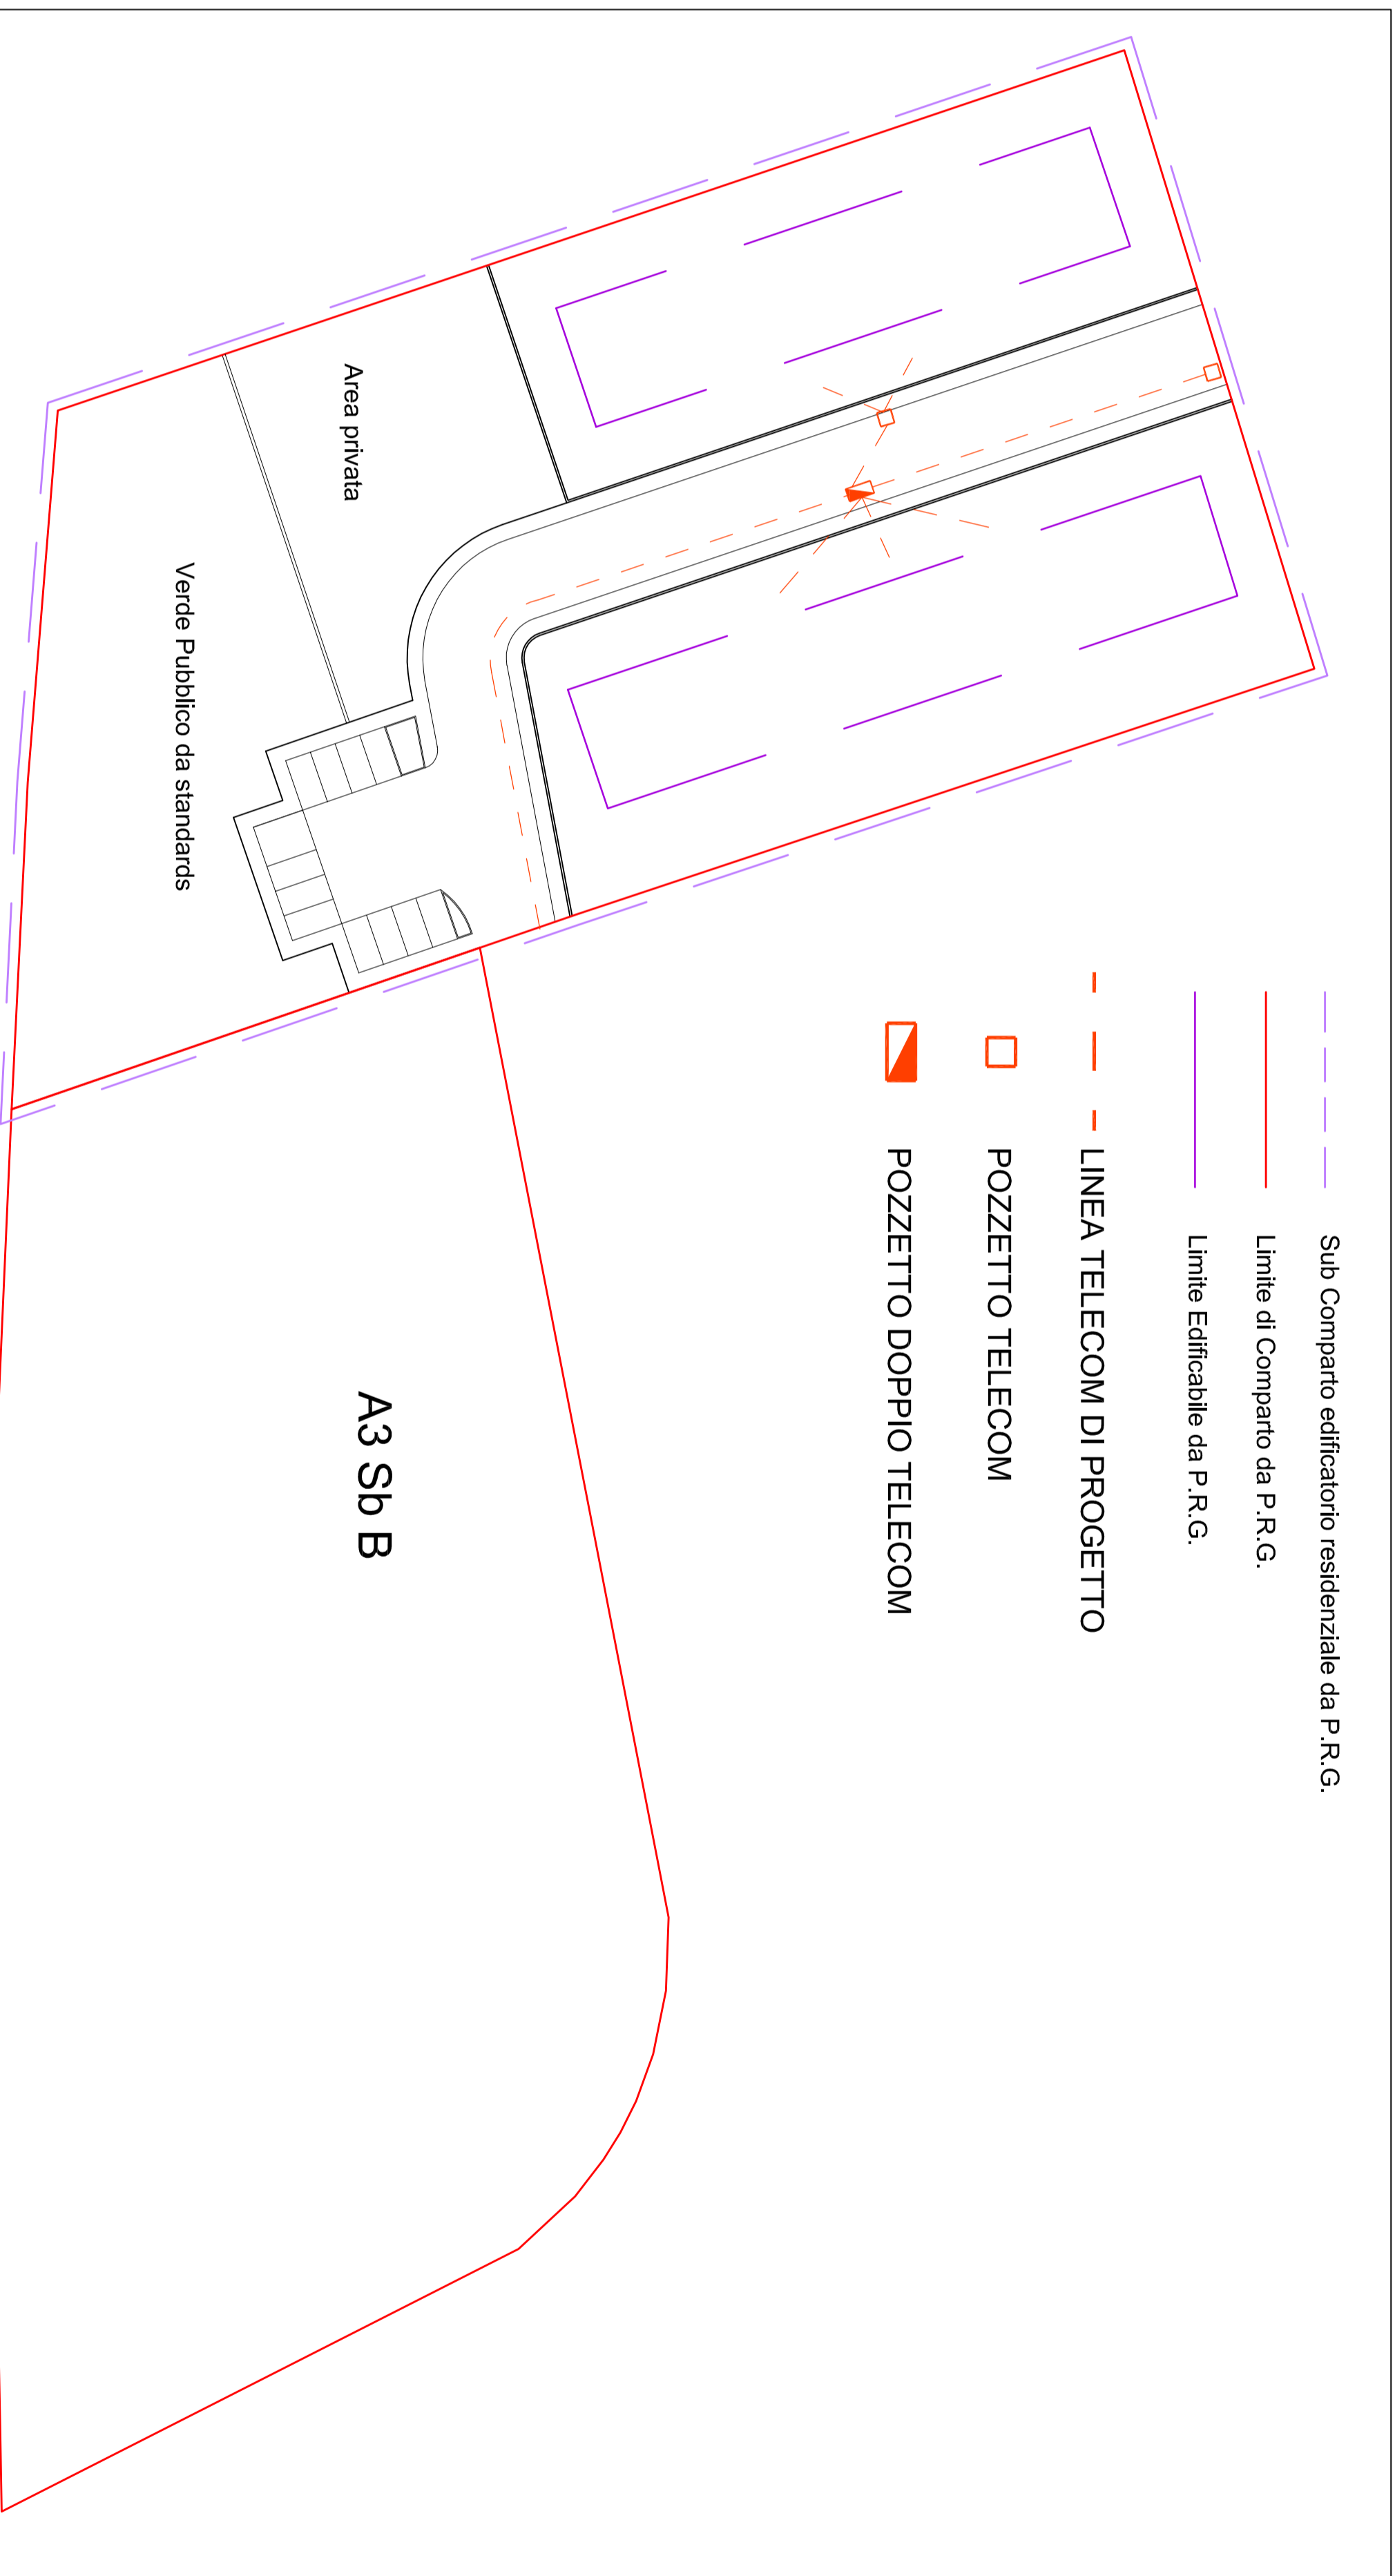 Sub Comparto edificatorio residenziale da P.R.G.
Limite di Comparto da P.R.G.
Limite Edificabile da P.R.G.
LINEA TELECOM DI PROGETTO
POZZETTO TELECOM
POZZETTO DOPPIO TELECOM
Area privata
Verde Pubblico da standards
A3 Sb B